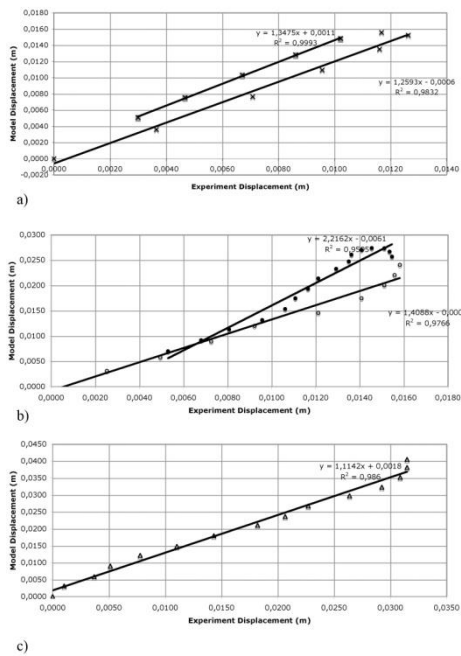 a)
0,0180
0,0160
0,0140
0,0120
0,0100
0,0080
0,0060
0,0040
0,0020
0,0000
-0,0020
Model Displacement (m)
y = 1,3475x + 0,0011
R² = 0,9993
y = 1,2593x - 0,0006
R² = 0,9832
0,0000 0,0020 0,0040 0,0060 0,0080 0,0100 0,0120 0,0140
Experiment Displacement (m)
b)
0,0300
0,0250
0,0200
0,0150
0,0100
0,0050
0,0000
Model Displacement (m)
y = 2,2162x - 0,0061
R² =
y = 1,4088x -
R² = 0,9766
0,0000 0,0020 0,0040 0,0060 0,0080 0,0100 0,0120 0,0140 0,0160 0,0180
Experiment Displacement (m)
0,0450
0,0400
0,0350
0,0300
0,0250
0,0200
0,0150
0,0100
0,0050
0,0000
Model Displacement (m)
y = 1,1142x + 0,0018
R² = 0,986
0,0000 0,0050 0,0100 0,0150 0,0200 0,0250 0,0300 0,0350
Experiment Displacement (m)
c)